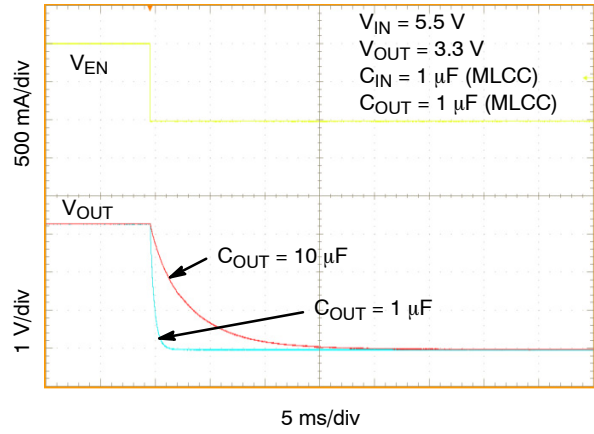 V_IN = 5.5 V
V_OUT = 3.3 V
C_IN = 1 μF (MLCC)
C_OUT = 1 μF (MLCC)
V_EN
500 mA/div
V_OUT
C_OUT = 10 μF
C_OUT = 1 μF
1 V/div
5 ms/div